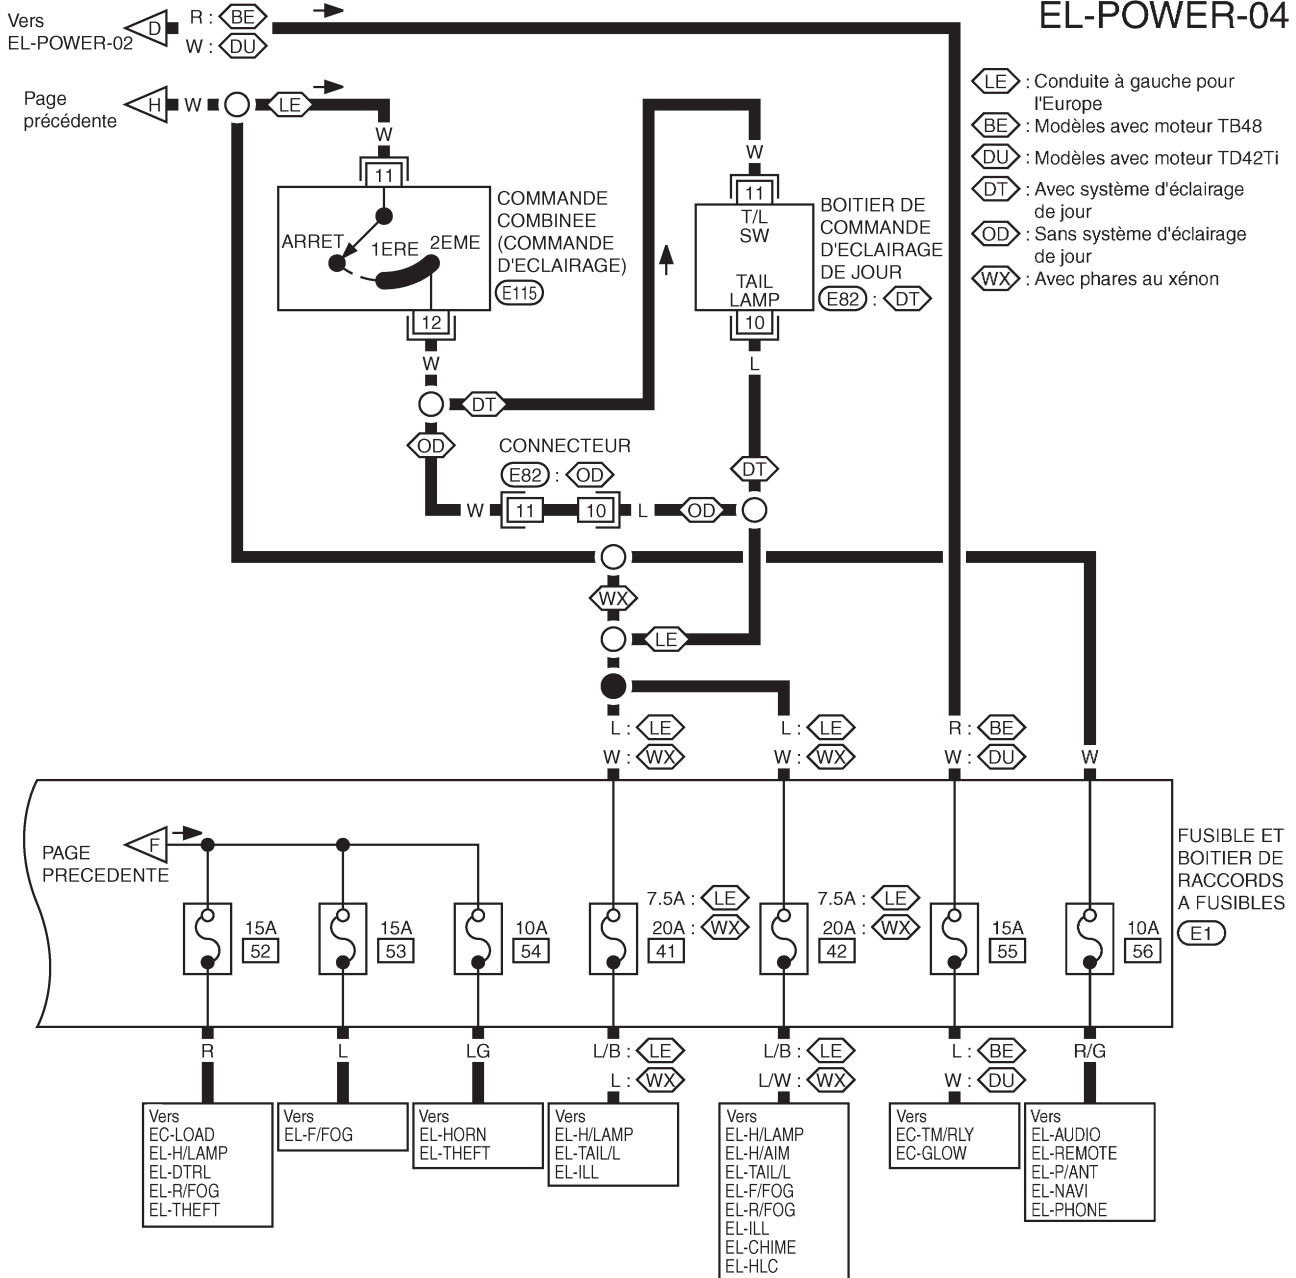 EL-POWER-04
Vers
EL-POWER-02
D
R : BE
W : DU
Page
précédente
H
W
LE
LE : Conduite à gauche pour
l'Europe
BE : Modèles avec moteur TB48
DU : Modèles avec moteur TD42Ti
DT : Avec système d'éclairage
de jour
OD : Sans système d'éclairage
de jour
WX : Avec phares au xénon
W
11
ARRET
1ERE
2EME
COMMANDE
COMBINEE
(COMMANDE
D'ECLAIRAGE)
E115
12
W
W
11
T/L
SW
TAIL
LAMP
10
BOITIER DE
COMMANDE
D'ECLAIRAGE
DE JOUR
E82 : DT
L
DT
OD
CONNECTEUR
E82 : OD
DT
W
11
10
L
OD
WX
LE
L : LE
W : WX
L : LE
W : WX
R : BE
W : DU
W
PAGE
PRECEDENTE
F
FUSIBLE ET
BOITIER DE
RACCORDS
A FUSIBLES
E1
15A
52
15A
53
10A
54
7.5A : LE
20A : WX
41
7.5A : LE
20A : WX
42
15A
55
10A
56
R
L
LG
L/B : LE
L : WX
L/B : LE
L/W : WX
L : BE
W : DU
R/G
Vers
EC-LOAD
EL-H/LAMP
EL-DTRL
EL-R/FOG
EL-THEFT
Vers
EL-F/FOG
Vers
EL-HORN
EL-THEFT
Vers
EL-H/LAMP
EL-TAIL/L
EL-ILL
Vers
EL-H/LAMP
EL-H/AIM
EL-TAIL/L
EL-F/FOG
EL-R/FOG
EL-ILL
EL-CHIME
EL-HLC
Vers
EC-TM/RLY
EC-GLOW
Vers
EL-AUDIO
EL-REMOTE
EL-P/ANT
EL-NAVI
EL-PHONE